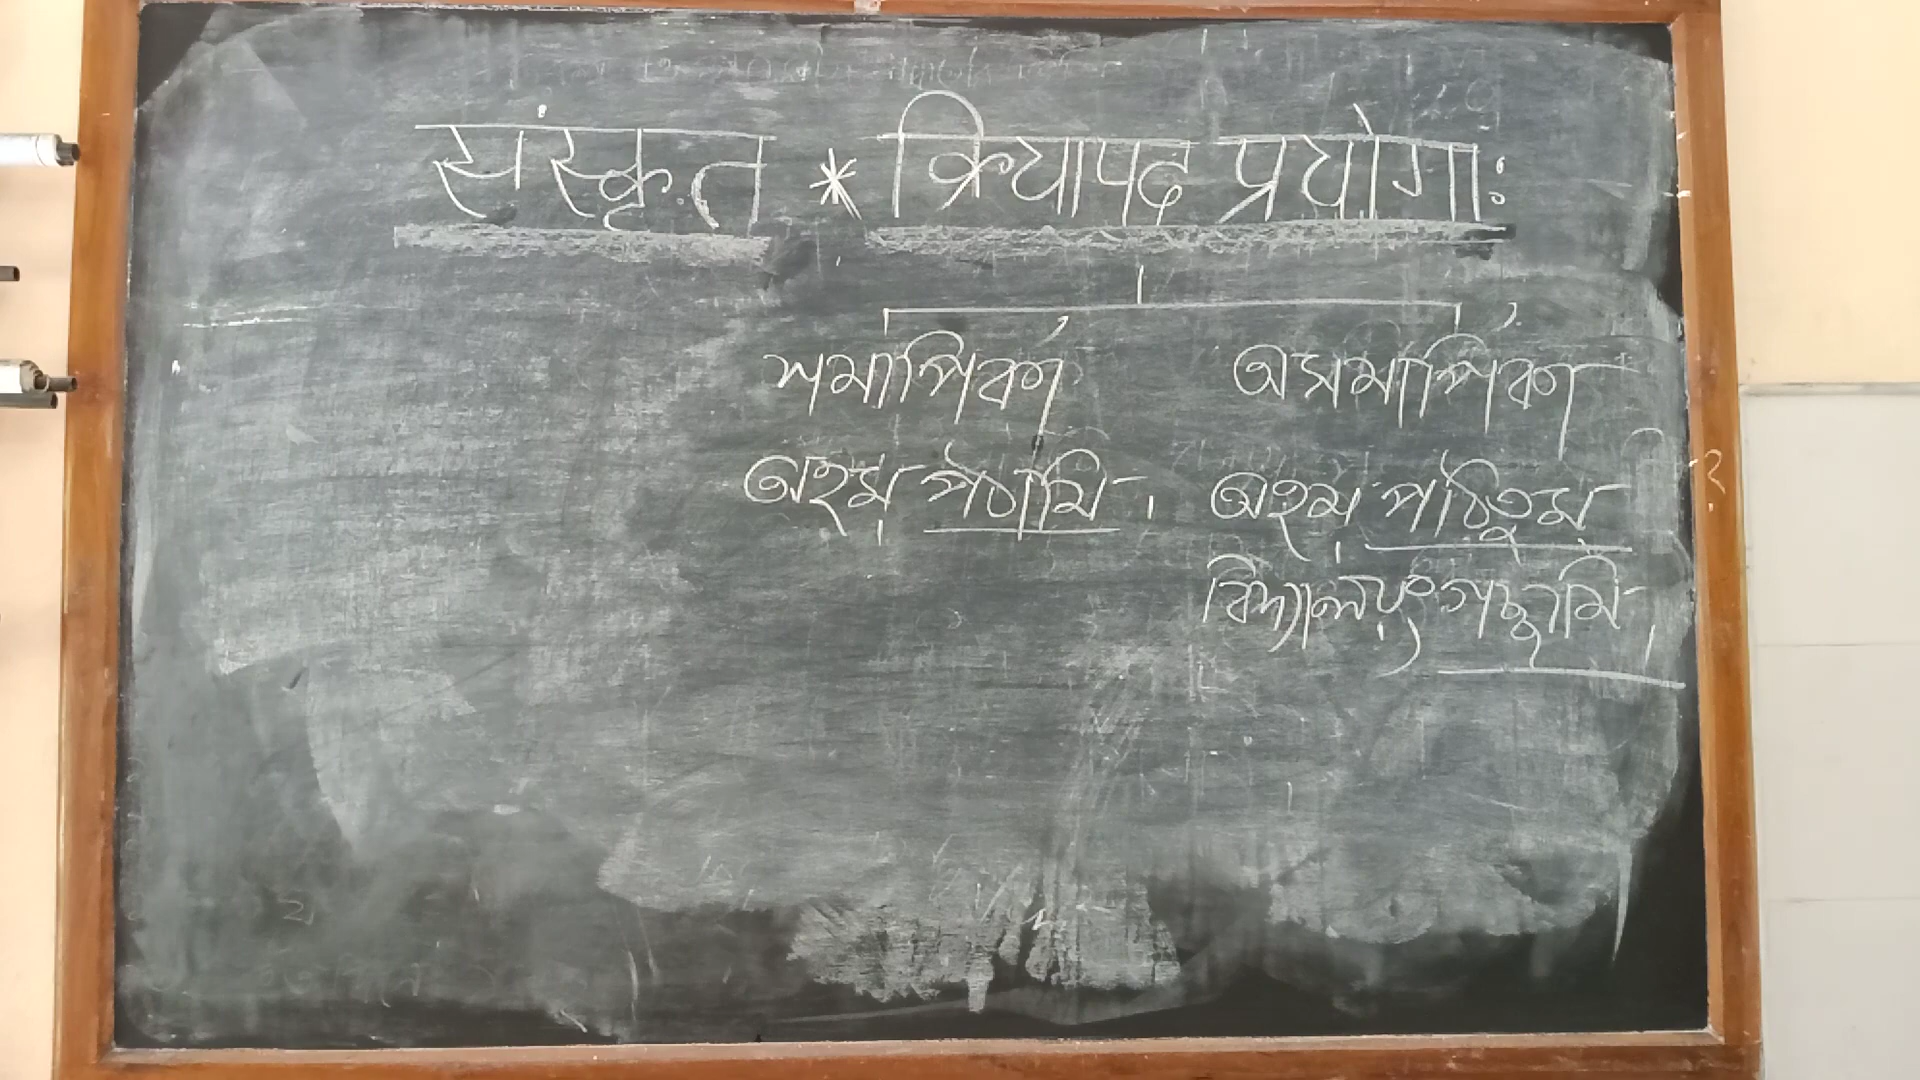 संस्कृत * क्रियापद प्रयोगाः
সমাপিকা অসমাপিকা
অহম্ পঠামি । অহম্ পঠিতুম্
বিদ্যালয়ং গচ্ছামি ।